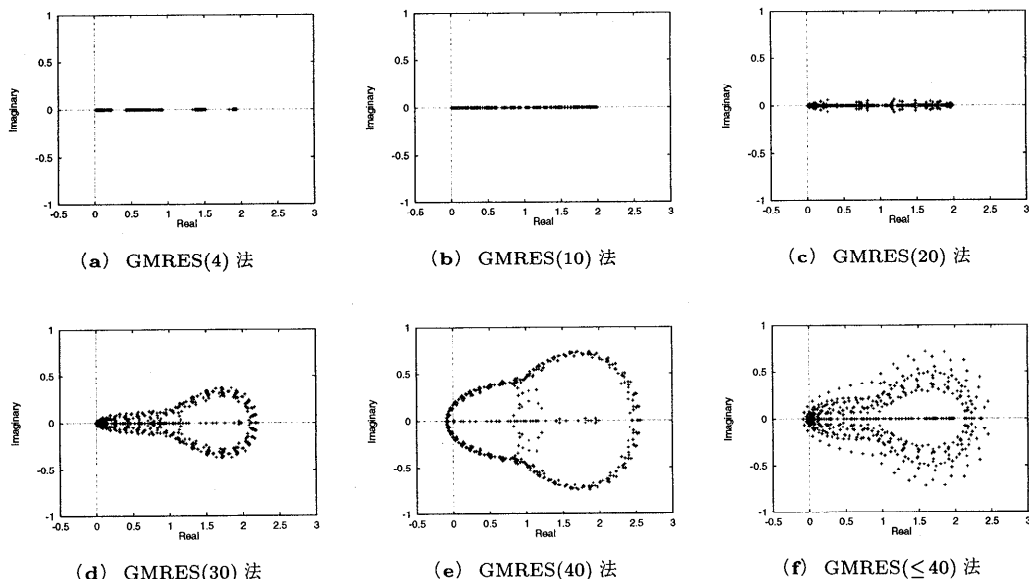 1
0.5
0
-0.5
-1
Imaginary
-0.5 0 0.5 1 1.5 2 2.5 3
Real
(a) GMRES(4) 法
1
0.5
0
-0.5
-1
Imaginary
-0.5 0 0.5 1 1.5 2 2.5 3
Real
(b) GMRES(10) 法
1
0.5
0
-0.5
-1
Imaginary
-0.5 0 0.5 1 1.5 2 2.5 3
Real
(c) GMRES(20) 法
1
0.5
0
-0.5
-1
Imaginary
-0.5 0 0.5 1 1.5 2 2.5 3
Real
(d) GMRES(30) 法
1
0.5
0
-0.5
-1
Imaginary
-0.5 0 0.5 1 1.5 2 2.5 3
Real
(e) GMRES(40) 法
1
0.5
0
-0.5
-1
Imaginary
-0.5 0 0.5 1 1.5 2 2.5 3
Real
(f) GMRES(≤ 40) 法